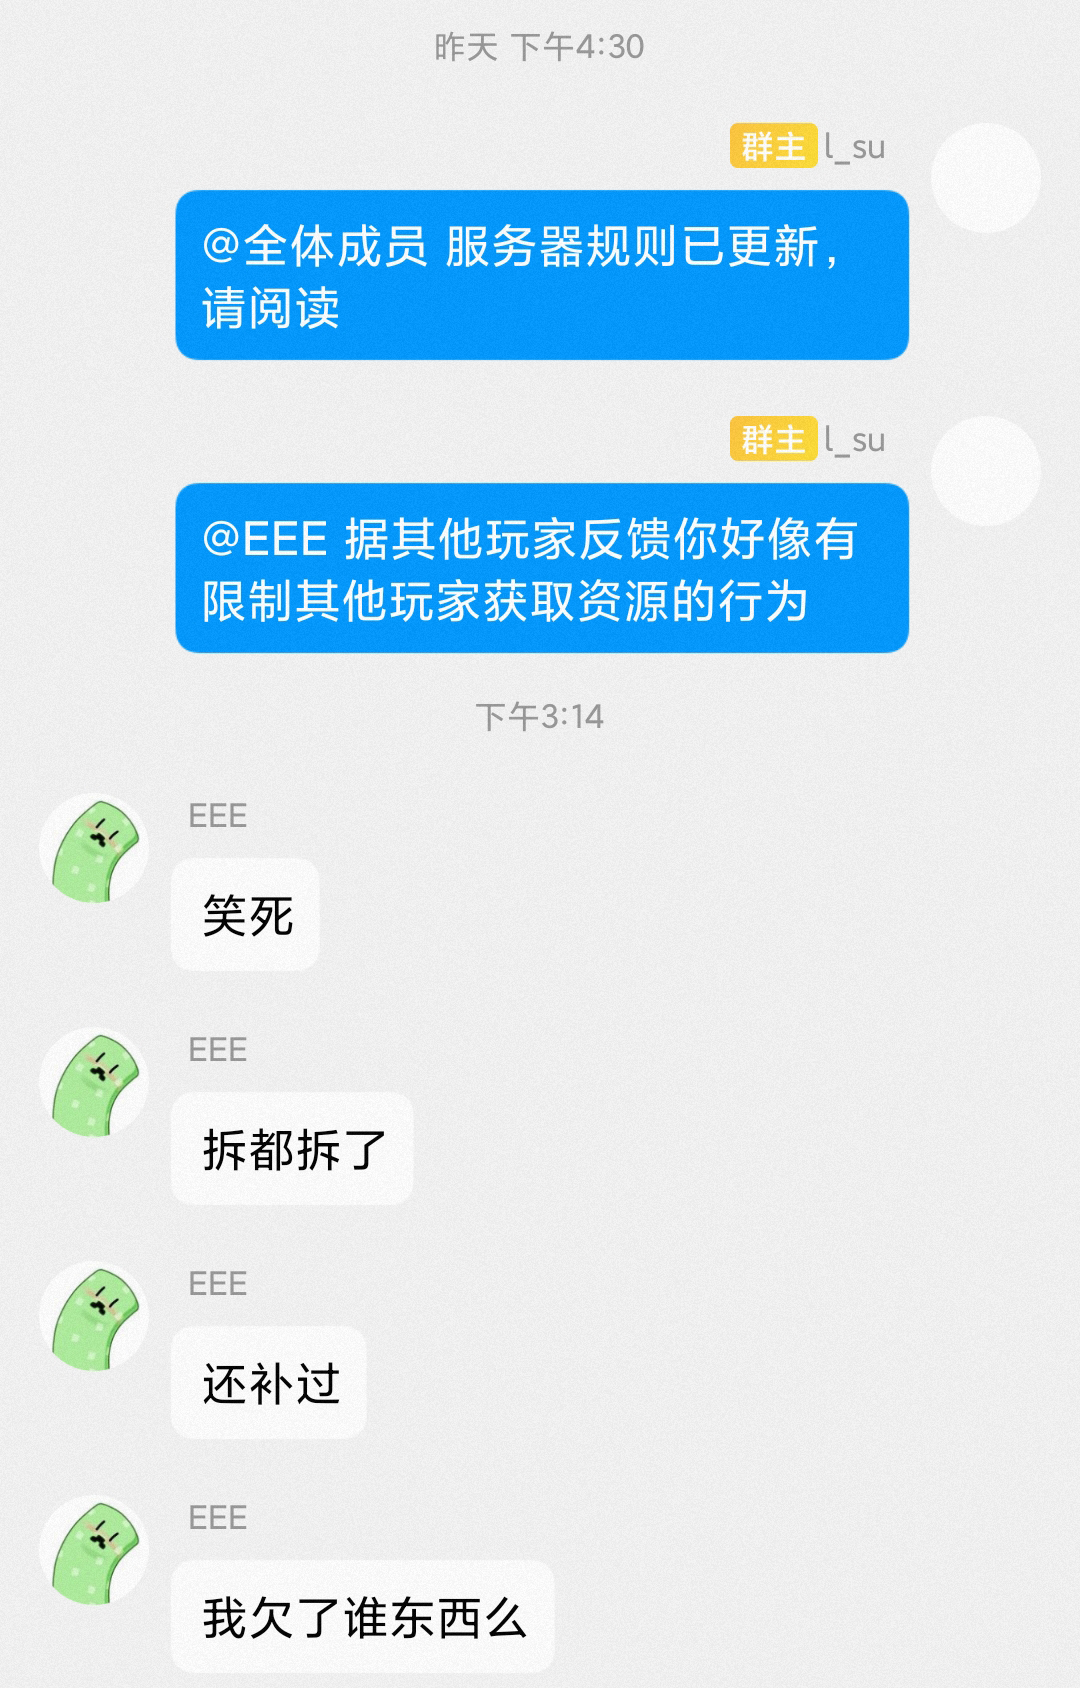 昨天 下午4:30
群主 l_su
@全体成员 服务器规则已更新，
请阅读
群主 l_su
@EEE 据其他玩家反馈你好像有
限制其他玩家获取资源的行为
下午3:14
EEE
笑死
EEE
拆都拆了
EEE
还补过
EEE
我欠了谁东西么